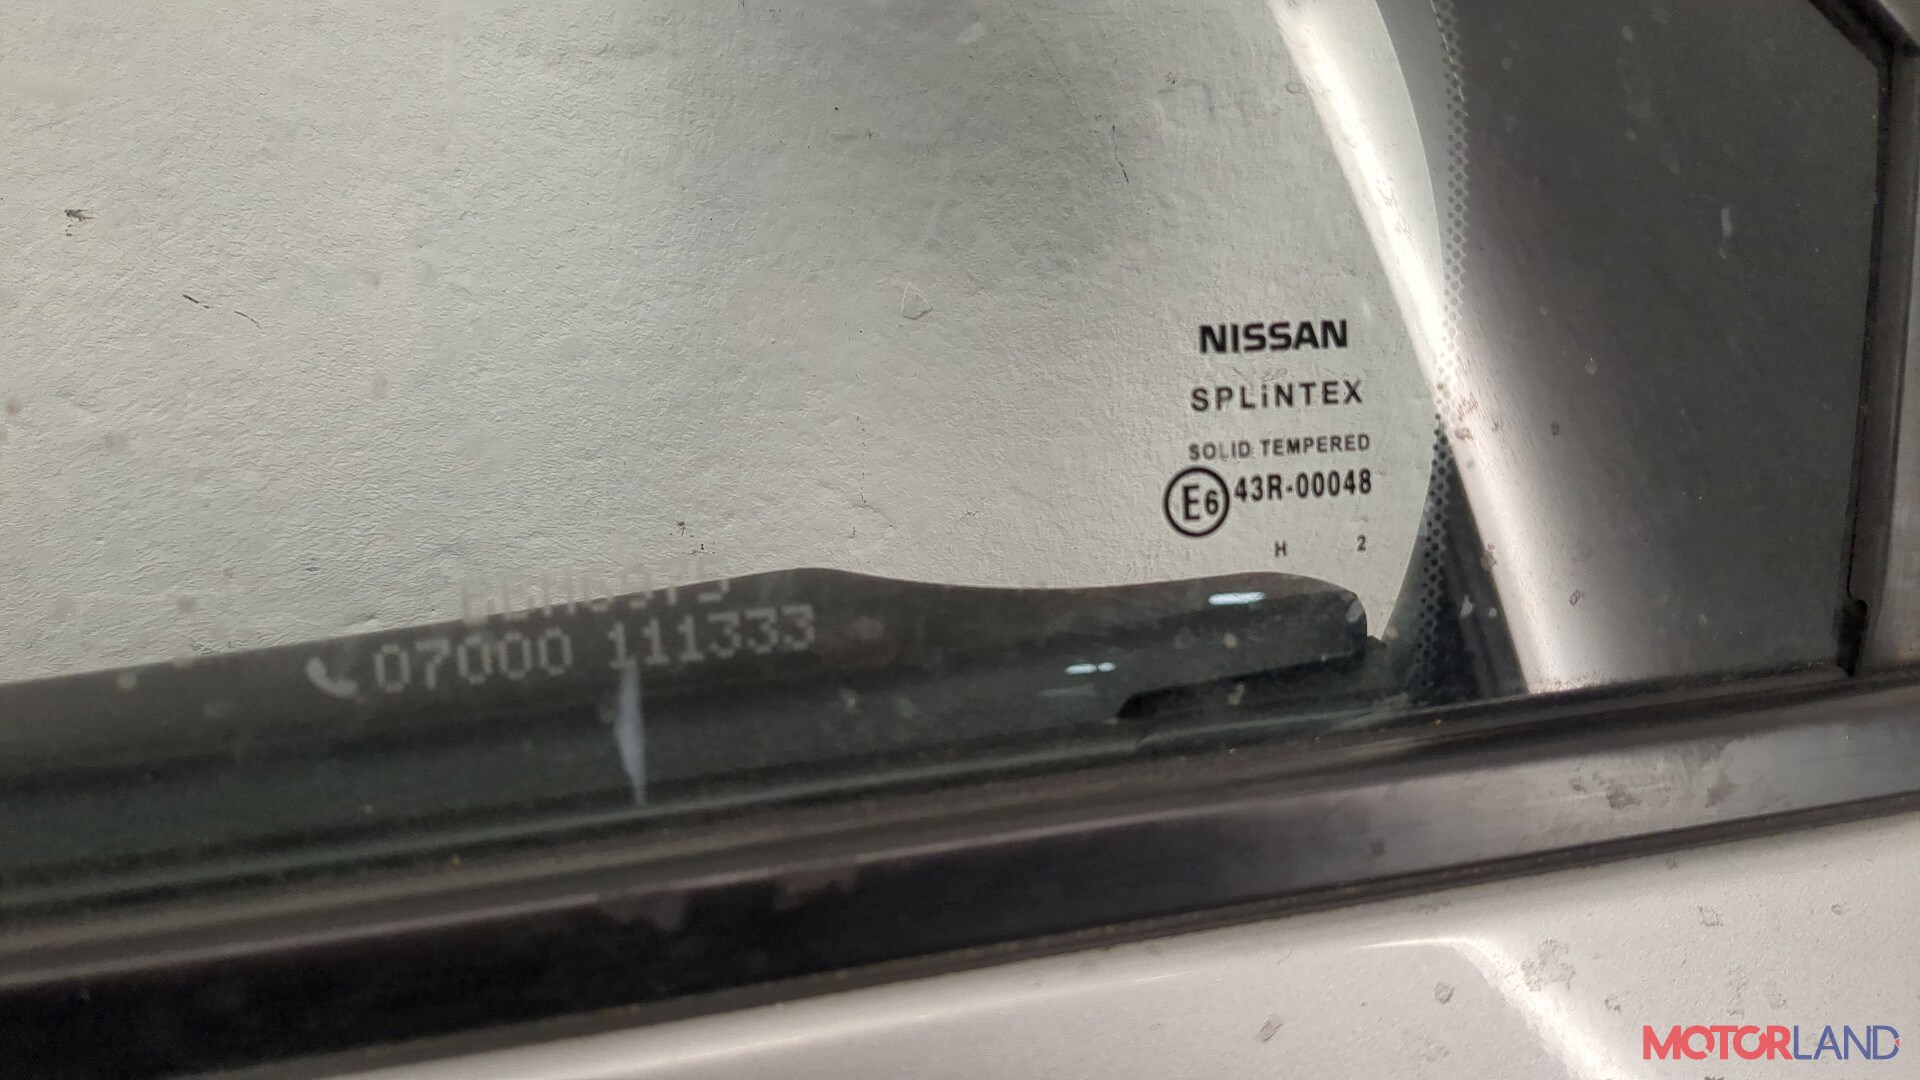 NISSAN
SPLiNTEX
SOLID TEMPERED
E6 43R-00048
H 2
07000 111333
MOTORLAND